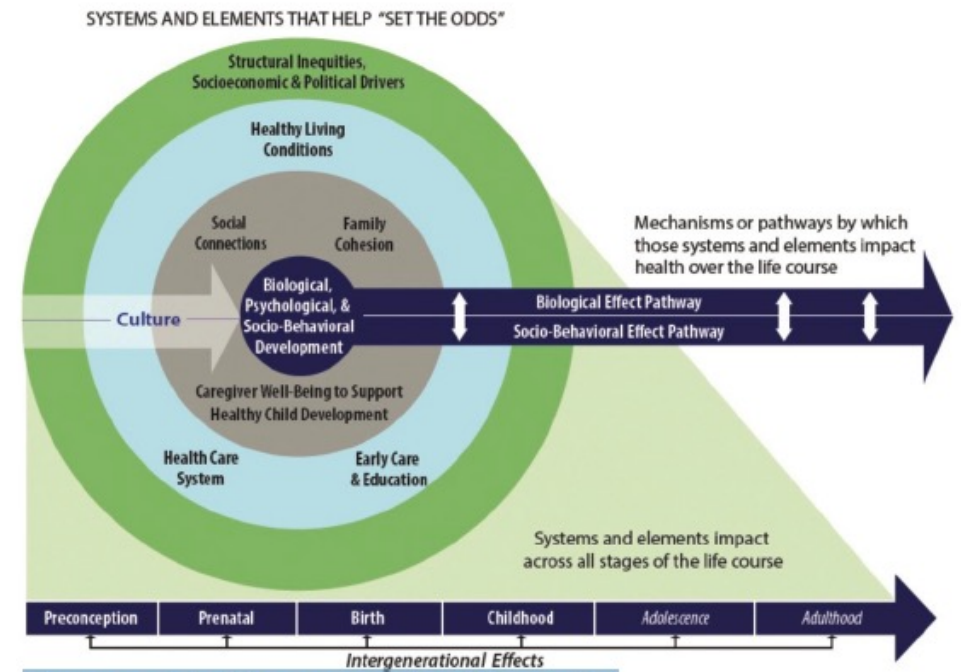 SYSTEMS AND ELEMENTS THAT HELP “SET THE ODDS”
Structural Inequities,
Socioeconomic & Political Drivers
Healthy Living
Conditions
Social
Connections
Family
Cohesion
Mechanisms or pathways by which
those systems and elements impact
health over the life course
Culture
Biological,
Psychological, &
Socio-Behavioral
Development
Biological Effect Pathway
Socio-Behavioral Effect Pathway
Caregiver Well-Being to Support
Healthy Child Development
Health Care
System
Early Care
& Education
Systems and elements impact
across all stages of the life course
Preconception
Prenatal
Birth
Childhood
Adolescence
Adulthood
Intergenerational Effects